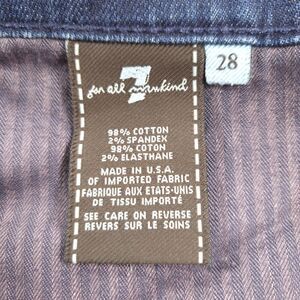 28
7
for all mankind
98% COTTON
2% SPANDEX
98% COTON
2% ELASTHANE
MADE IN U.S.A.
OF IMPORTED FABRIC
FABRIQUE AUX ETATS-UNIS
DE TISSU IMPORTÉ
SEE CARE ON REVERSE
REVERS SUR LE SOINS